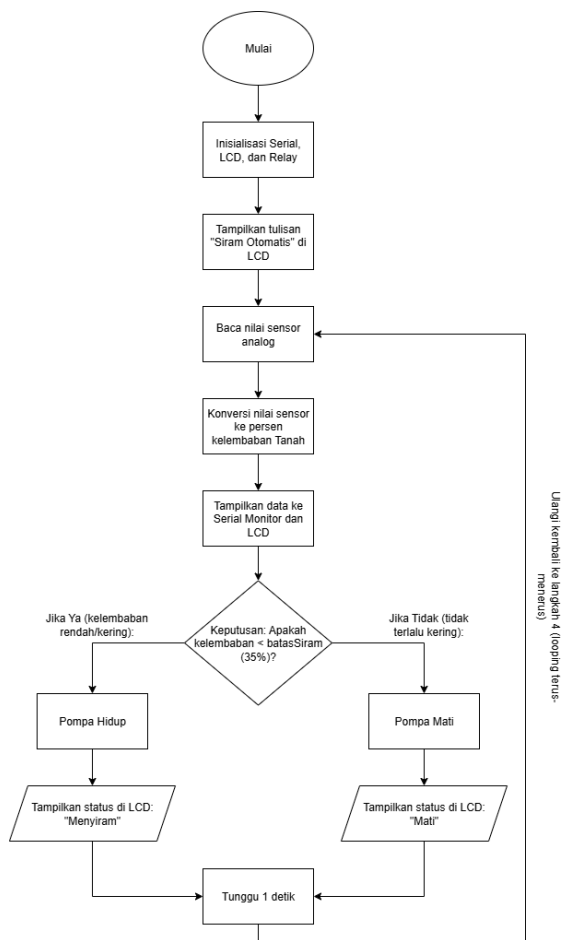 Mulai
Inisialisasi Serial,
LCD, dan Relay
Tampilkan tulisan
"Siram Otomatis" di
LCD
Baca nilai sensor
analog
Konversi nilai sensor
ke persen
kelembaban Tanah
Tampilkan data ke
Serial Monitor dan
LCD
Jika Ya (kelembaban
rendah/kering):
Keputusan: Apakah
kelembaban < batasSiram
(35%)?
Jika Tidak (tidak
terlalu kering):
Pompa Hidup
Pompa Mati
Tampilkan status di LCD:
"Menyiram"
Tampilkan status di LCD:
"Mati"
Tunggu 1 detik
Ulangi kembali ke langkah 4 (looping terus-
menerus)